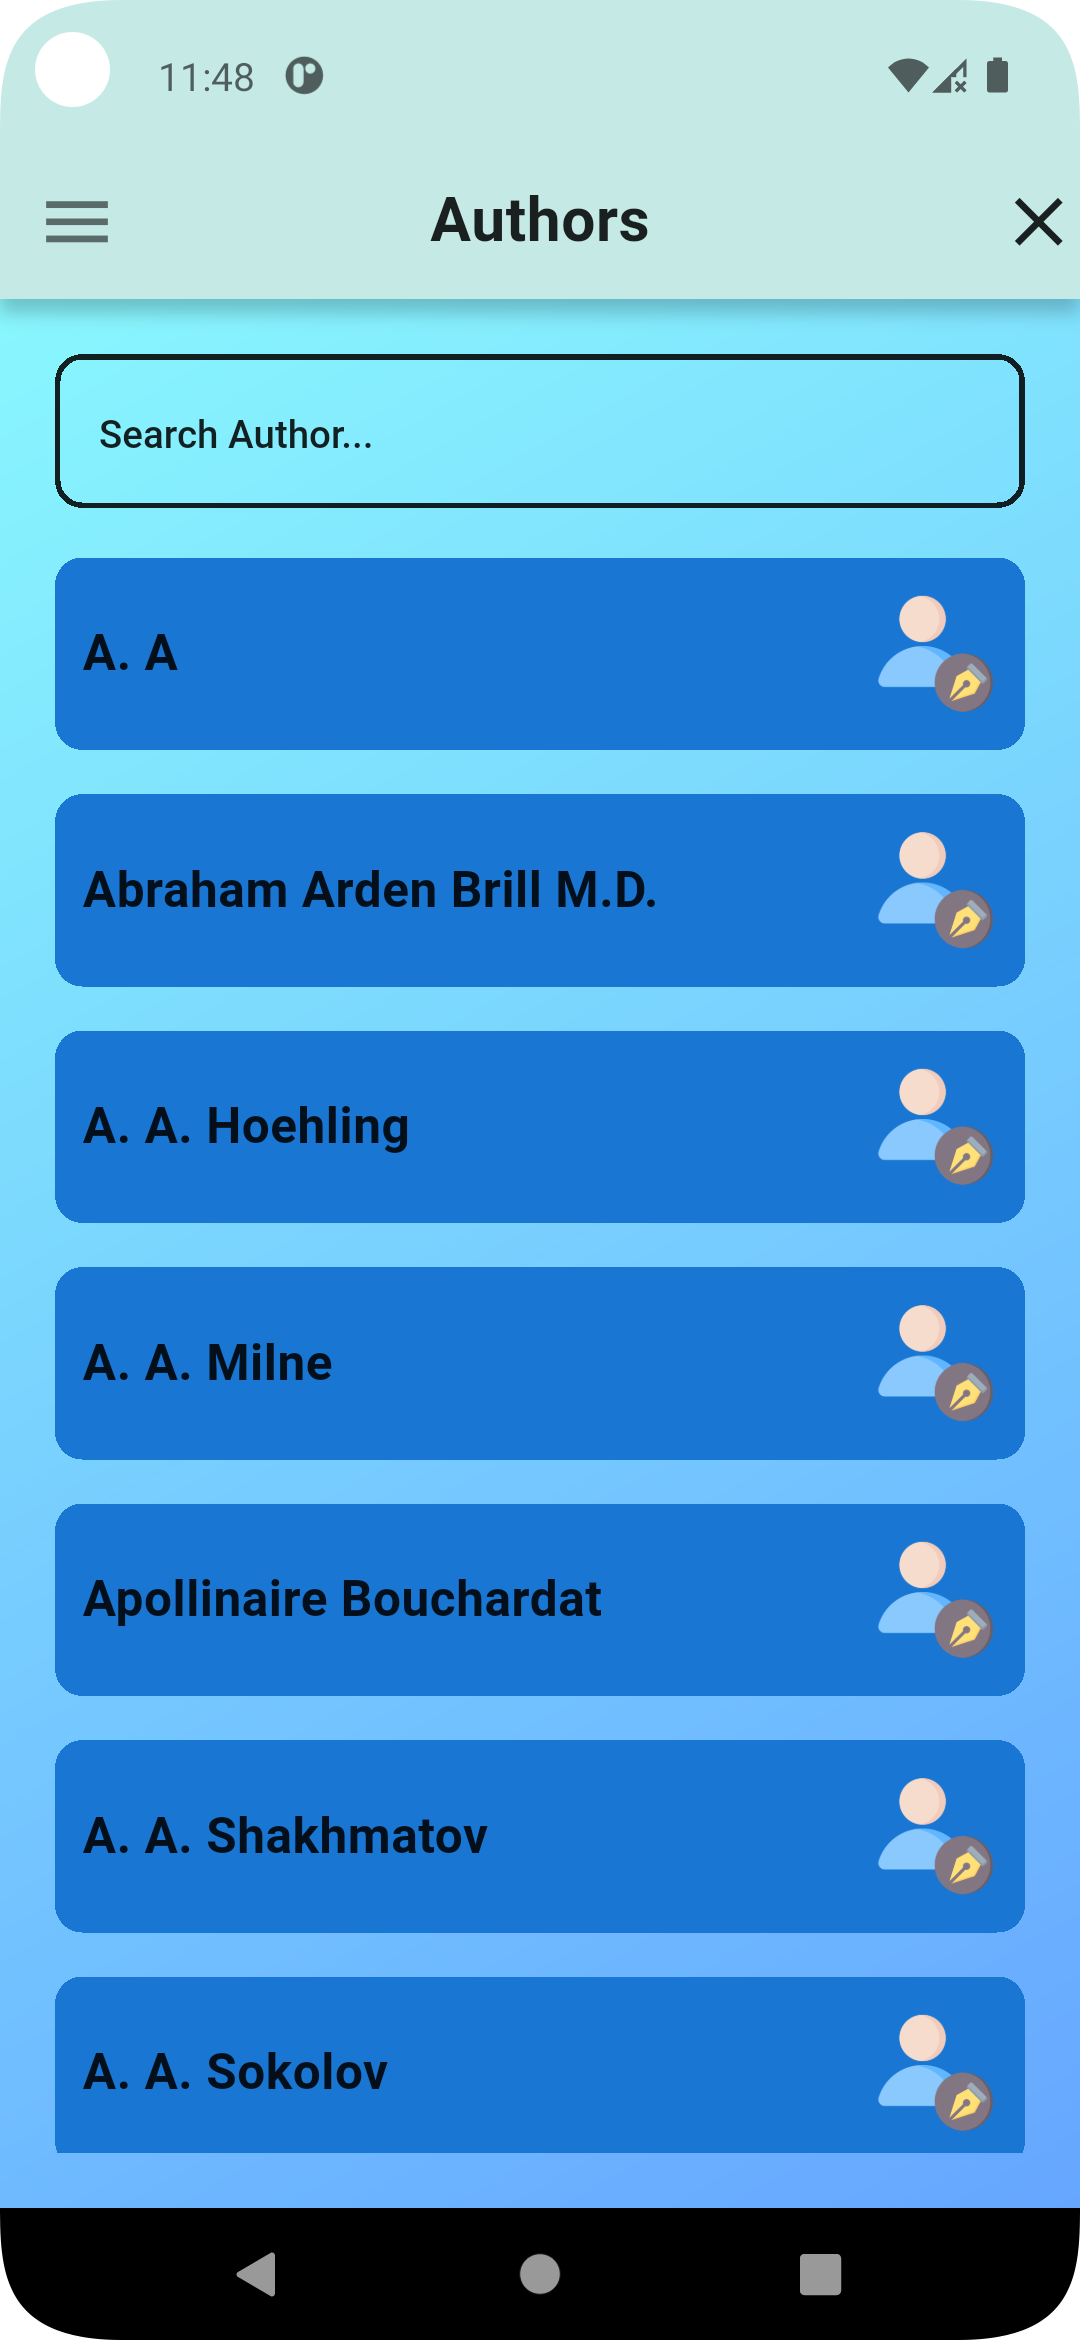 11:48
Authors
Search Author...
A. A
Abraham Arden Brill M.D.
A. A. Hoehling
A. A. Milne
Apollinaire Bouchardat
A. A. Shakhmatov
A. A. Sokolov